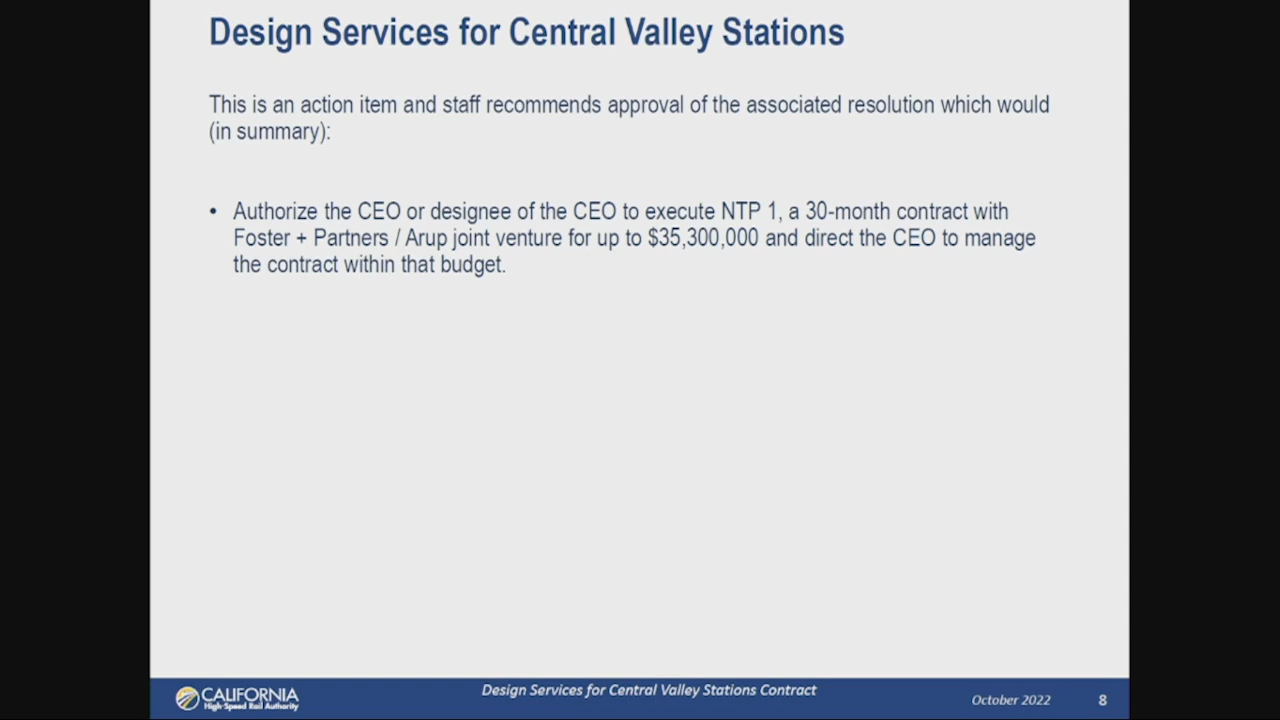 Design Services for Central Valley Stations
This is an action item and staff recommends approval of the associated resolution which would
(in summary):
• Authorize the CEO or designee of the CEO to execute NTP 1, a 30-month contract with
Foster + Partners / Arup joint venture for up to $35,300,000 and direct the CEO to manage
the contract within that budget.
CALIFORNIA
High-Speed Rail Authority
Design Services for Central Valley Stations Contract
October 2022
8